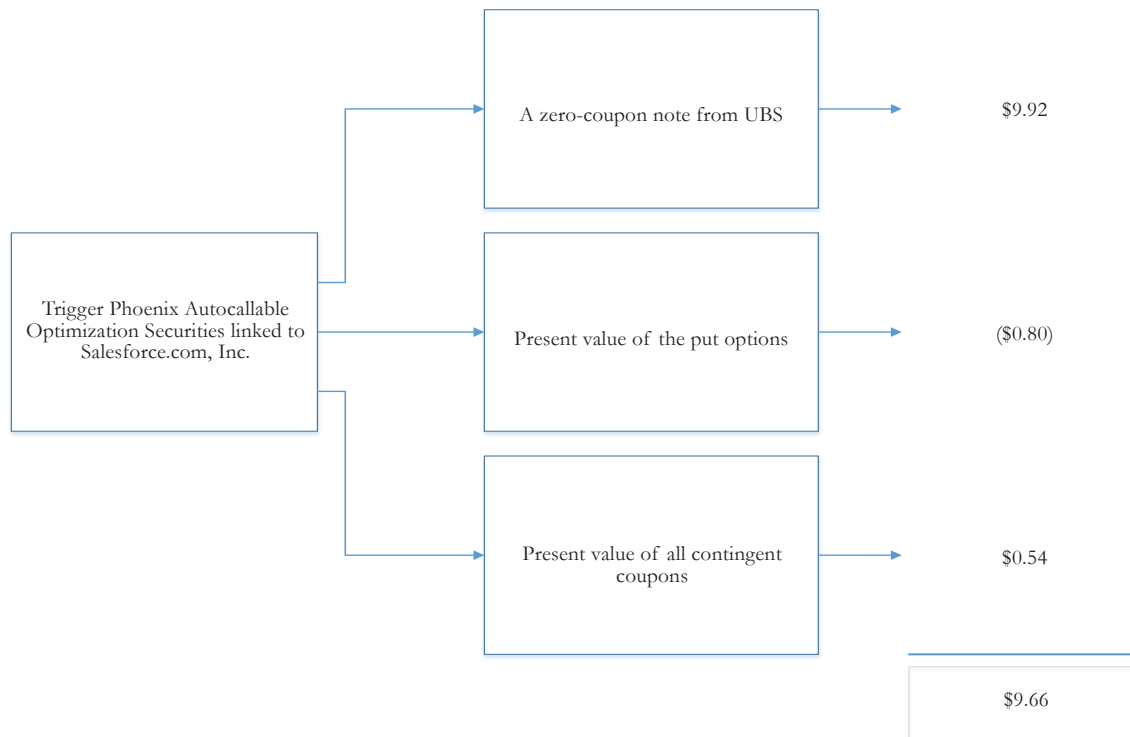 A zero-coupon note from UBS
$9.92
Trigger Phoenix Autocallable
Optimization Securities linked to
Salesforce.com, Inc.
Present value of the put options
($0.80)
Present value of all contingent
coupons
$0.54
$9.66